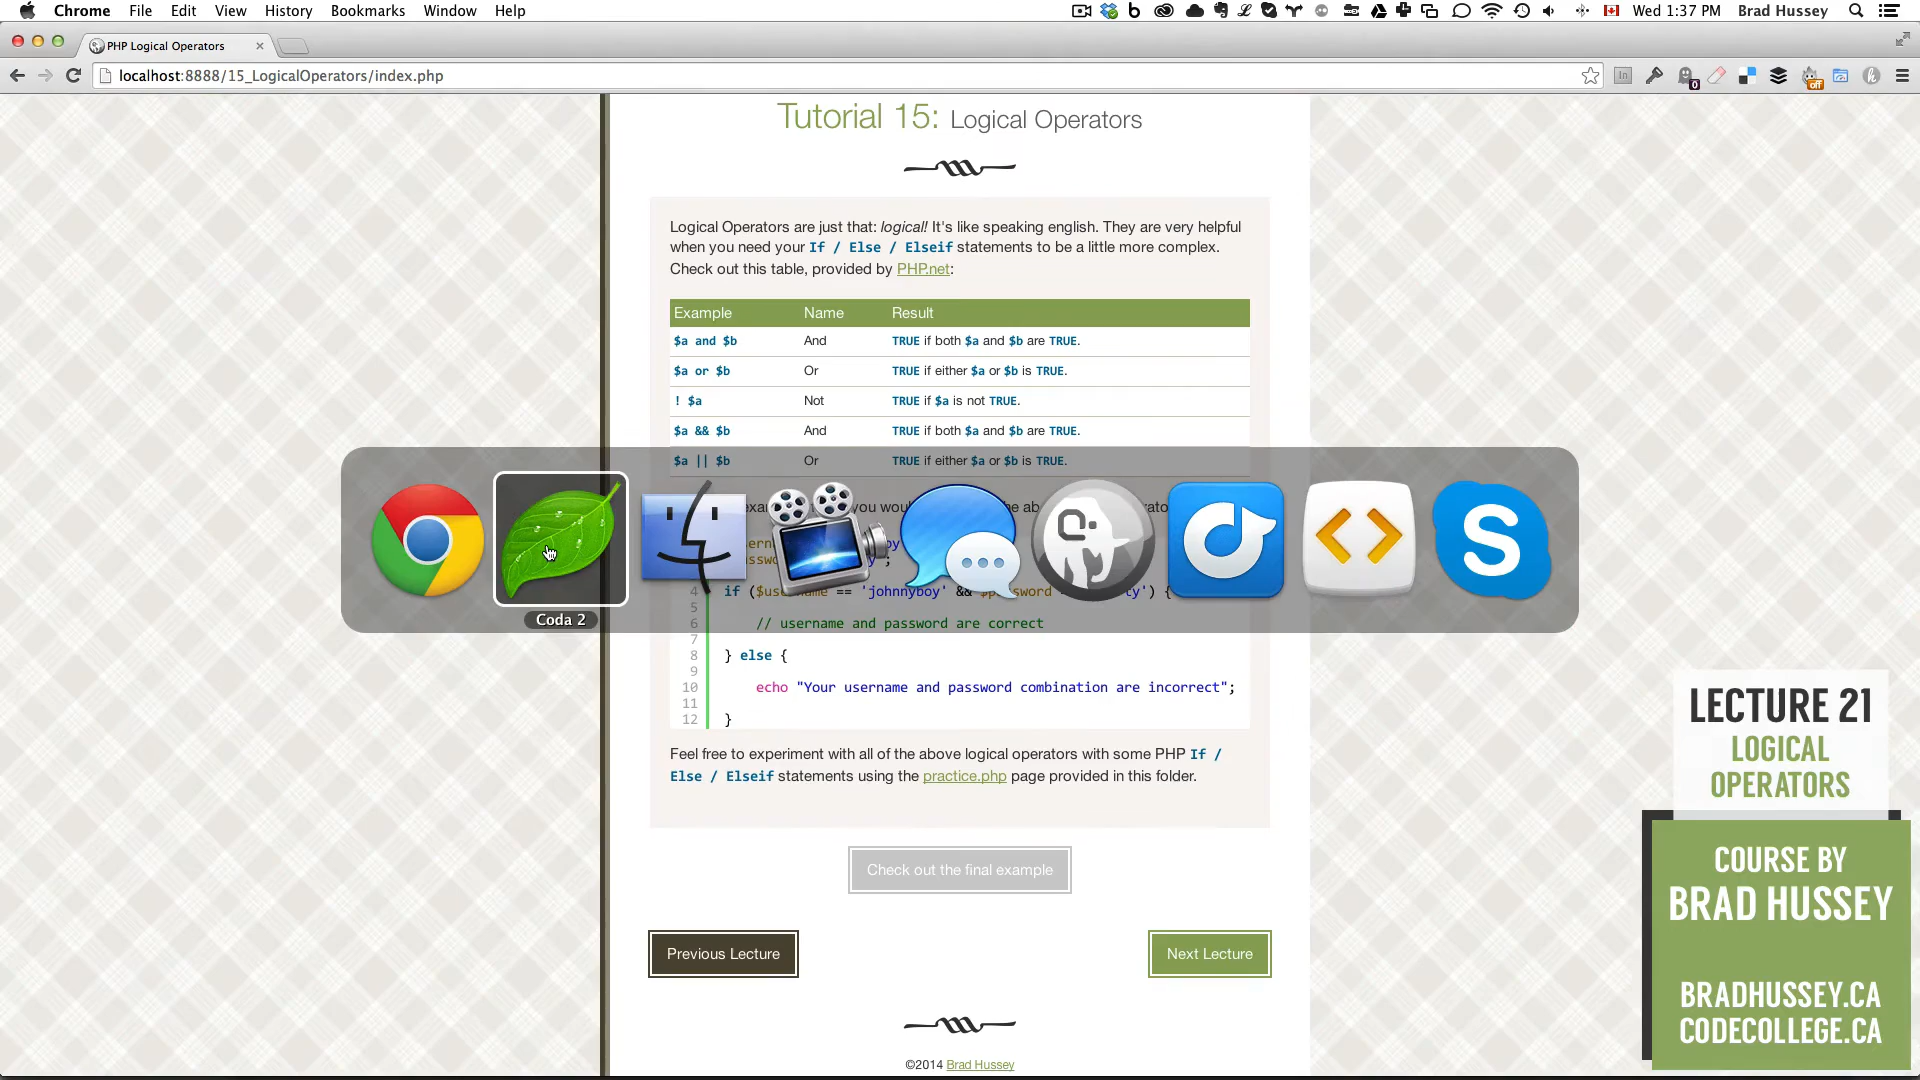 Chrome File Edit View History Bookmarks Window Help Wed 1:37 PM Brad Hussey
PHP Logical Operators
localhost:8888/15_LogicalOperators/index.php
0
off
Tutorial 15: Logical Operators
Logical Operators are just that: logical! It's like speaking english. They are very helpful
when you need your If / Else / Elseif statements to be a little more complex.
Check out this table, provided by PHP.net:
Example Name Result
$a and $b And TRUE if both $a and $b are TRUE.
$a or $b Or TRUE if either $a or $b is TRUE.
! $a Not TRUE if $a is not TRUE.
$a && $b And TRUE if both $a and $b are TRUE.
$a || $b Or TRUE if either $a or $b is TRUE.
Coda 2
4 if ( == 'johnnyboy' &&
5
6 // username and password are correct
7
8 } else {
9
10 echo "Your username and password combination are incorrect";
11
12 }
Feel free to experiment with all of the above logical operators with some PHP If /
Else / Elseif statements using the practice.php page provided in this folder.
Check out the final example
Previous Lecture
Next Lecture
©2014 Brad Hussey
LECTURE 21
LOGICAL
OPERATORS
COURSE BY
BRAD HUSSEY
BRADHUSSEY.CA
CODECOLLEGE.CA